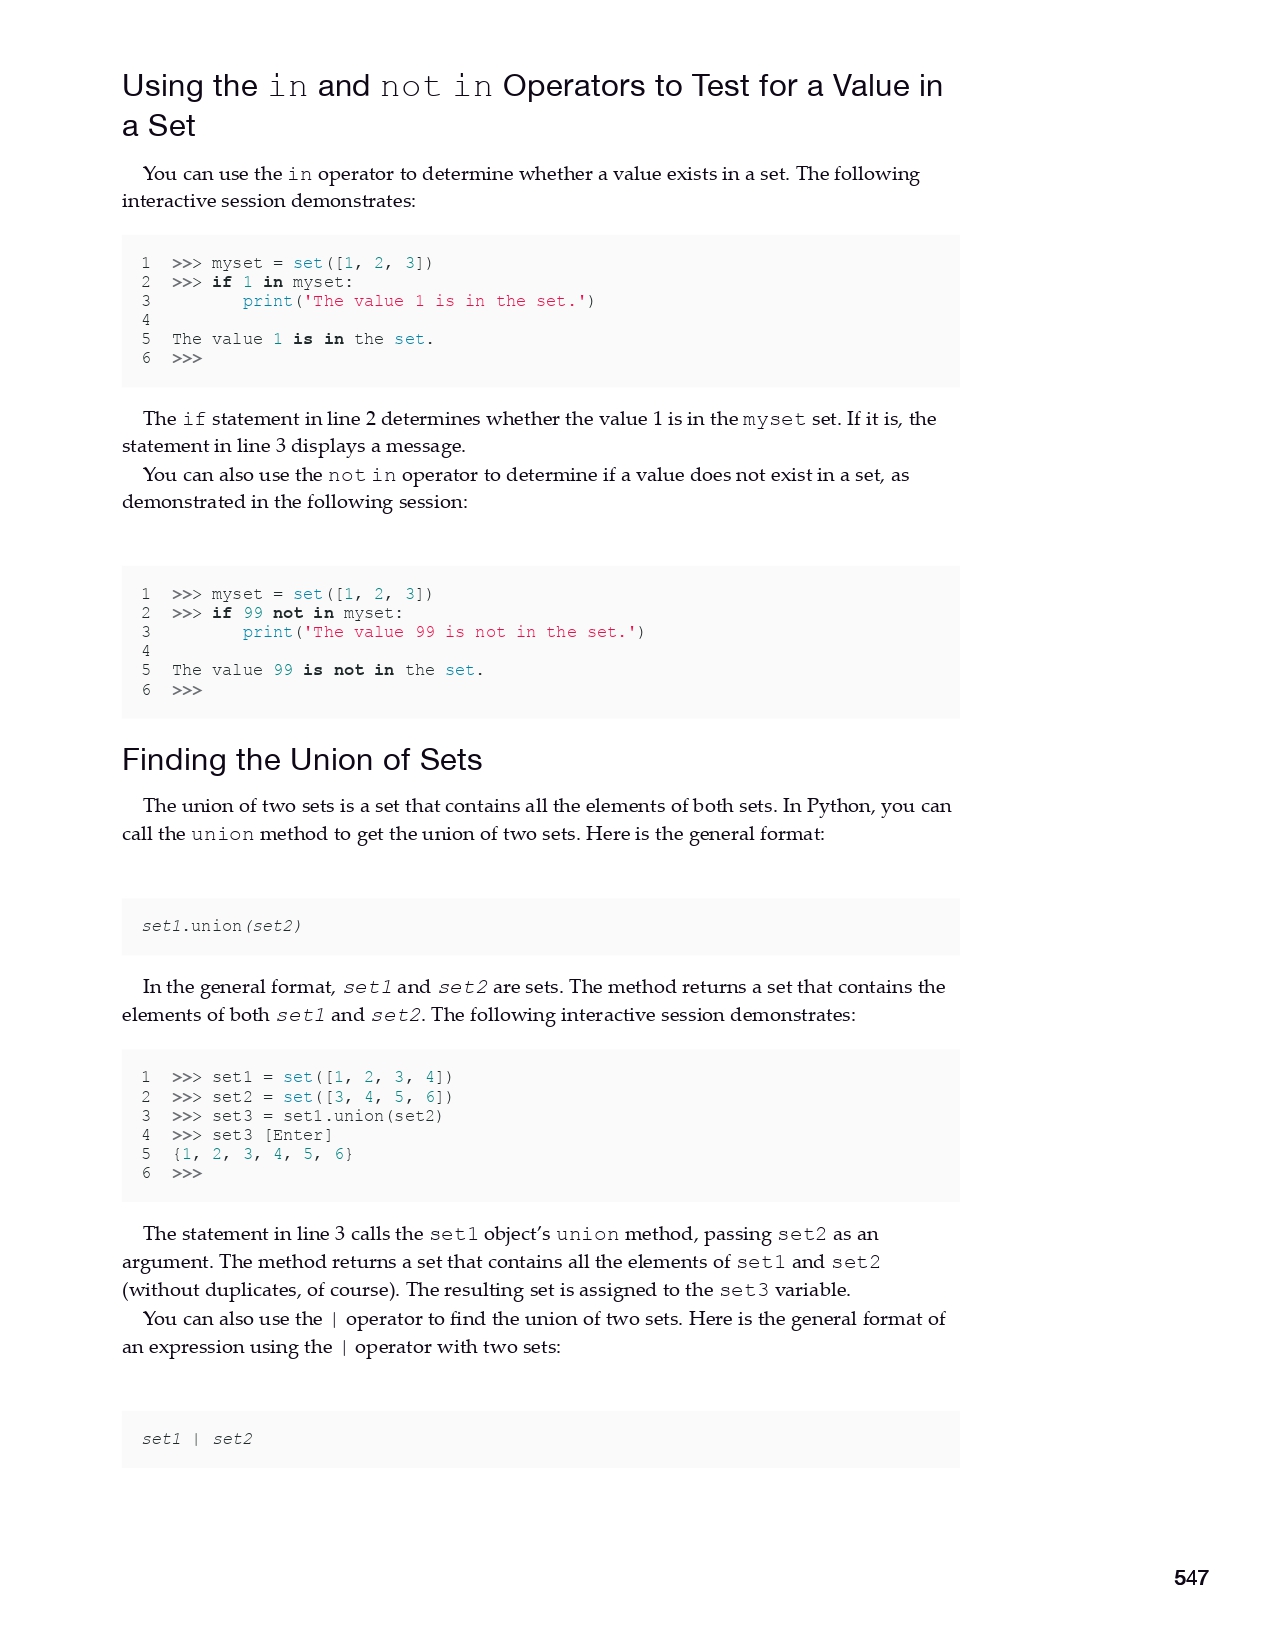 Using the in and not in Operators to Test for a Value in
a Set
You can use the in operator to determine whether a value exists in a set. The following
interactive session demonstrates:
1 >>> myset = set([1, 2, 3])
2 >>> if 1 in myset:
3        print('The value 1 is in the set.')
4
5 The value 1 is in the set.
6 >>>
The if statement in line 2 determines whether the value 1 is in the myset set. If it is, the
statement in line 3 displays a message.
You can also use the not in operator to determine if a value does not exist in a set, as
demonstrated in the following session:
1 >>> myset = set([1, 2, 3])
2 >>> if 99 not in myset:
3        print('The value 99 is not in the set.')
4
5 The value 99 is not in the set.
6 >>>
Finding the Union of Sets
The union of two sets is a set that contains all the elements of both sets. In Python, you can
call the union method to get the union of two sets. Here is the general format:
set1.union(set2)
In the general format, set1 and set2 are sets. The method returns a set that contains the
elements of both set1 and set2. The following interactive session demonstrates:
1 >>> set1 = set([1, 2, 3, 4])
2 >>> set2 = set([3, 4, 5, 6])
3 >>> set3 = set1.union(set2)
4 >>> set3 [Enter]
5 {1, 2, 3, 4, 5, 6}
6 >>>
The statement in line 3 calls the set1 object’s union method, passing set2 as an
argument. The method returns a set that contains all the elements of set1 and set2
(without duplicates, of course). The resulting set is assigned to the set3 variable.
You can also use the | operator to find the union of two sets. Here is the general format of
an expression using the | operator with two sets:
set1 | set2
547